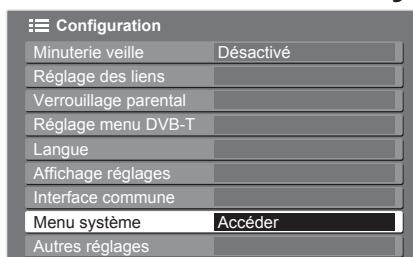 Configuration
Minuterie veille Désactivé
Réglage des liens
Verrouillage parental
Réglage menu DVB-T
Langue
Affichage réglages
Interface commune
Menu système Accéder
Autres réglages